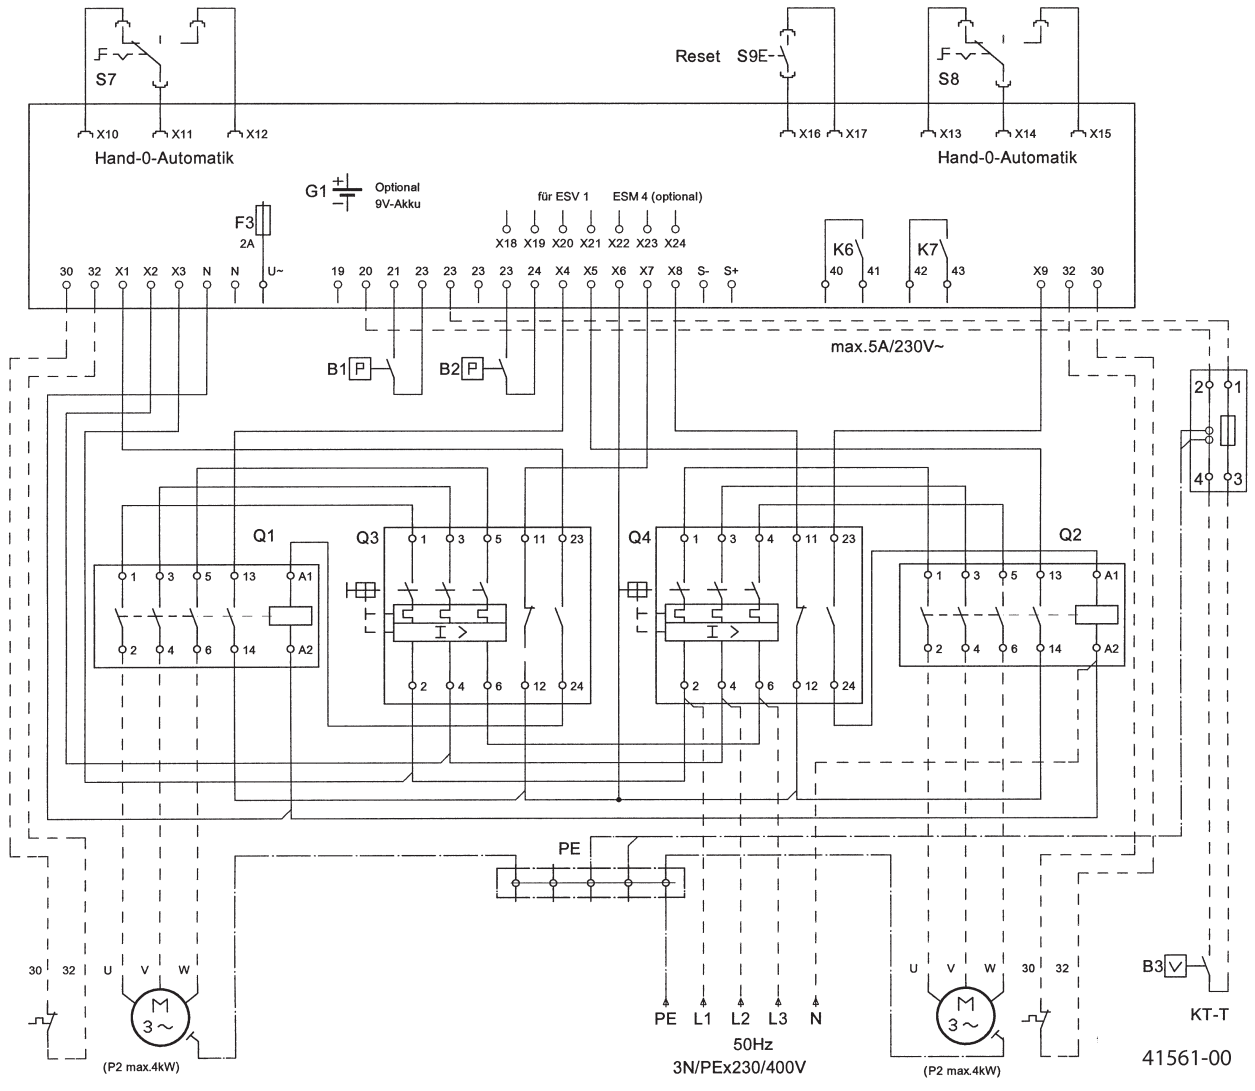 S7
Reset S9E
S8
X10 X11 X12 X16 X17 X13 X14 X15
Hand-0-Automatik Hand-0-Automatik
G1 + − Optional
9V-Akku
für ESV 1 ESM 4 (optional)
F3
2A
X18 X19 X20 X21 X22 X23 X24
K6 K7
30 32 X1 X2 X3 N N U~ 19 20 21 23 23 23 24 X4 X5 X6 X7 X8 S- S+ 40 41 42 43 X9 32 30
max.5A/230V~
B1 P B2 P
2 1
4 3
Q1 Q3 Q4 Q2
1 3 5 11 23 1 3 4 11 23
1 3 5 13 A1 1 3 5 13 A1
I > I >
2 4 6 14 A2 2 4 6 14 A2
2 4 6 12 24 2 4 6 12 24
PE
30 32 U V W U V W 30 32
B3
M
3~
M
3~
PE L1 L2 L3 N
KT-T
50Hz
3N/PEx230/400V
(P2 max.4kW) (P2 max.4kW)
41561-00